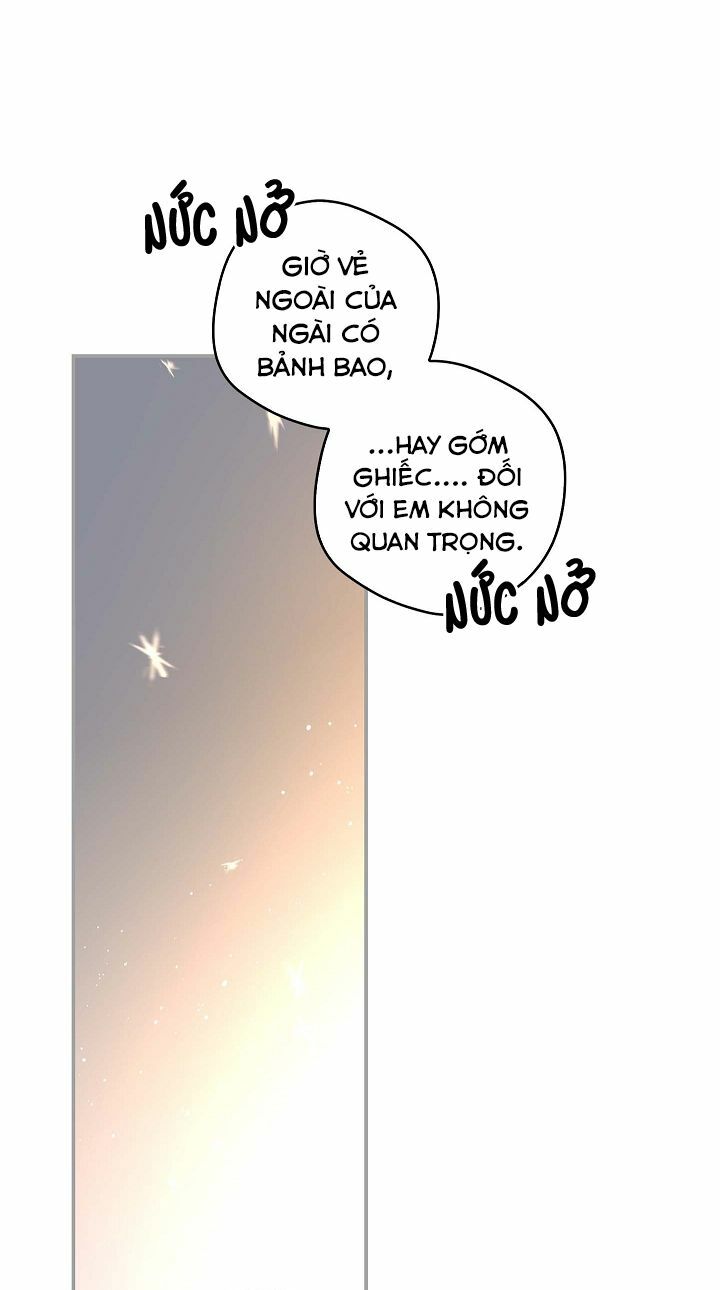 NỨC NỞ
GIỜ VẺ
NGOÀI CỦA
NGÀI CÓ
BẢNH BAO,
...HAY GỚM
GHIẾC.... ĐỐI
VỚI EM KHÔNG
QUAN TRỌNG.
NỨC NỞ